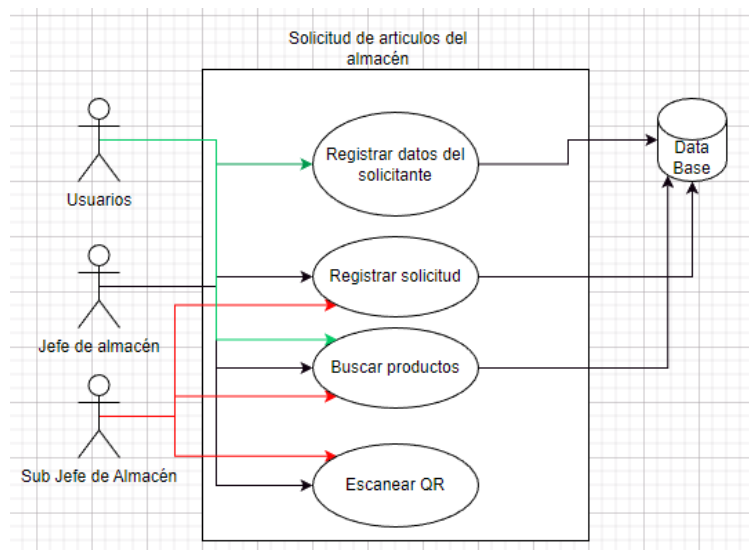 Solicitud de articulos del
almacén
Registrar datos del
solicitante
Data
Base
Usuarios
Registrar solicitud
Jefe de almacén
Buscar productos
Sub Jefe de Almacén
Escanear QR